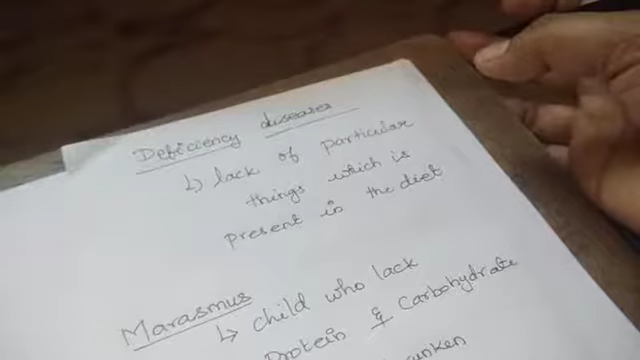 Deficiency diseases
↳ lack of particular
things which is
present in the diet
Marasmus
↳ child who lack
Protein & Carbohydrate